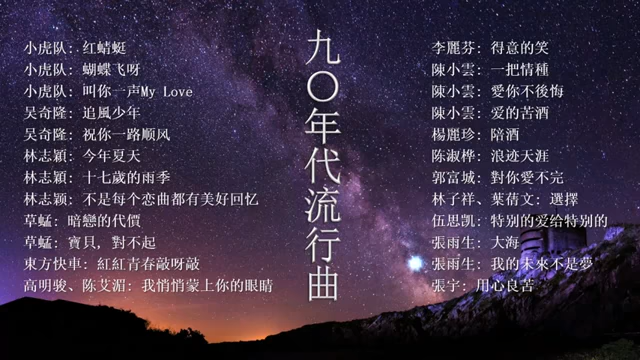 小虎队: 红蜻蜓
小虎队: 蝴蝶飞呀
小虎队: 叫你一声My Love
吴奇隆: 追風少年
吴奇隆: 祝你一路顺风
林志穎: 今年夏天
林志穎: 十七歲的雨季
林志颖: 不是每个恋曲都有美好回忆
草蜢: 暗戀的代價
草蜢: 寶貝, 對不起
東方快車: 紅紅青春敲呀敲
高明骏、陈艾湄: 我悄悄蒙上你的眼睛
九〇年代流行曲
李麗芬: 得意的笑
陳小雲: 一把情種
陳小雲: 愛你不後悔
陳小雲: 爱的苦酒
楊麗珍: 陪酒
陈淑桦: 浪迹天涯
郭富城: 對你愛不完
林子祥、葉蒨文: 選擇
伍思凯: 特别的爱给特别的
張雨生: 大海
張雨生: 我的未來不是夢
張宇: 用心良苦